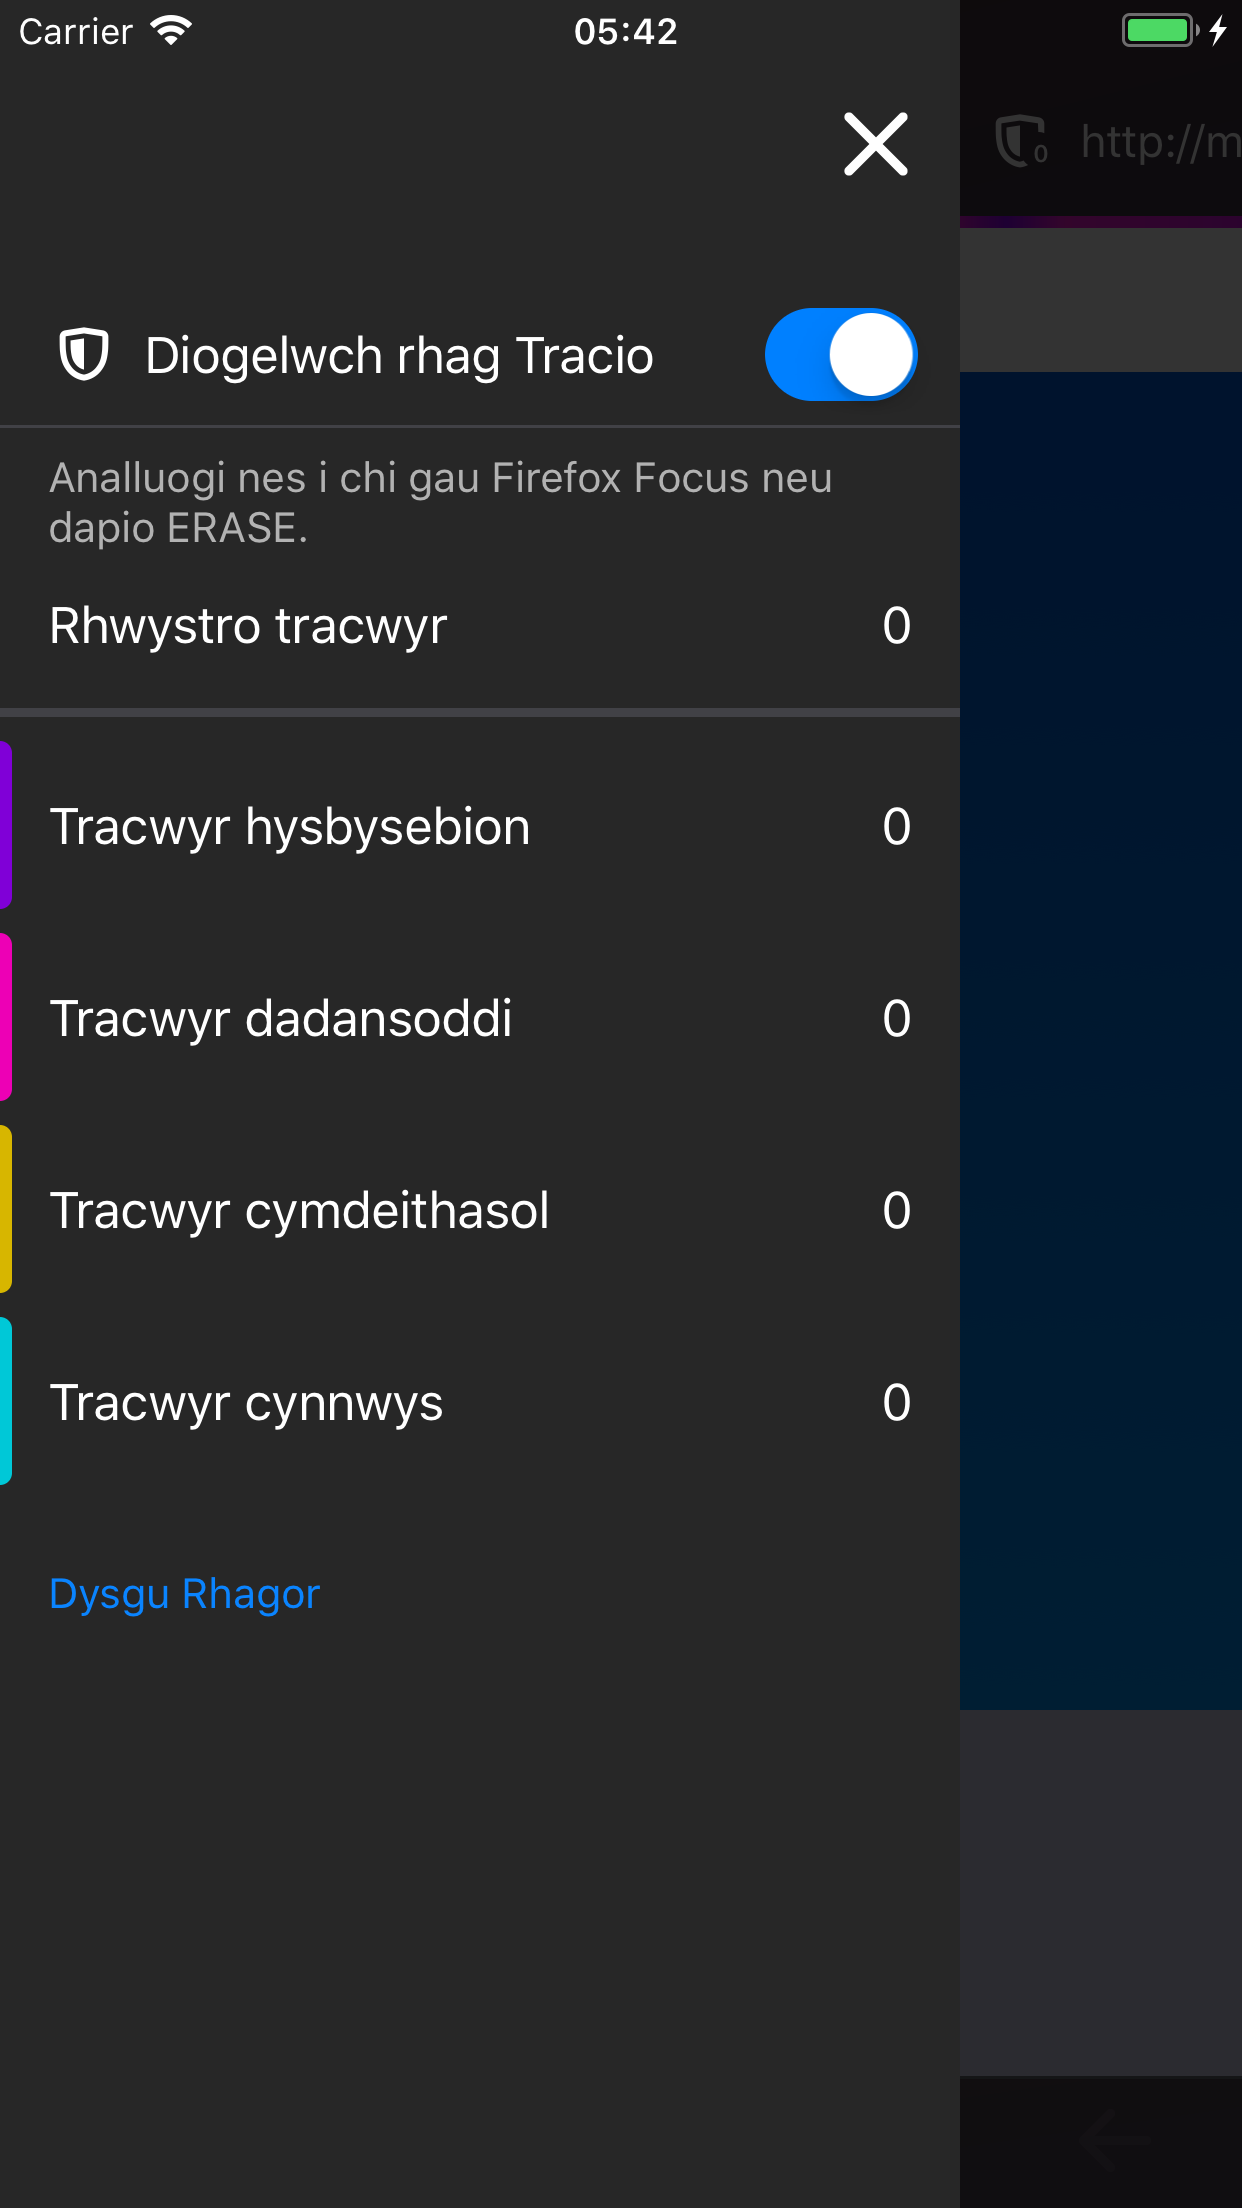 Carrier 05:42
0 http://m
Diogelwch rhag Tracio
Analluogi nes i chi gau Firefox Focus neu
dapio ERASE.
Rhwystro tracwyr 0
Tracwyr hysbysebion 0
Tracwyr dadansoddi 0
Tracwyr cymdeithasol 0
Tracwyr cynnwys 0
Dysgu Rhagor